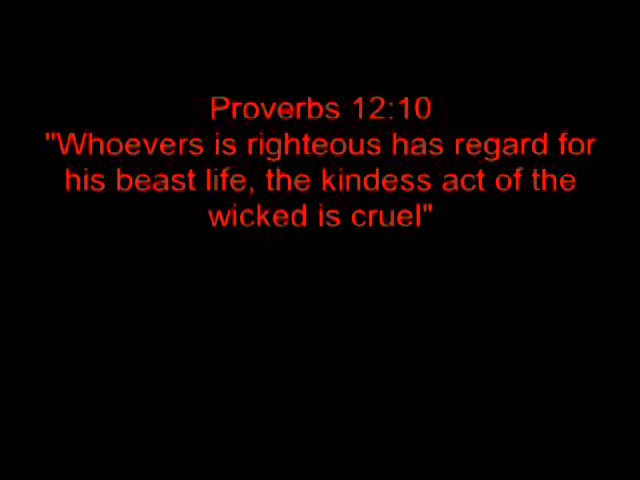 Proverbs 12:10
"Whoevers is righteous has regard for
his beast life, the kindess act of the
wicked is cruel"